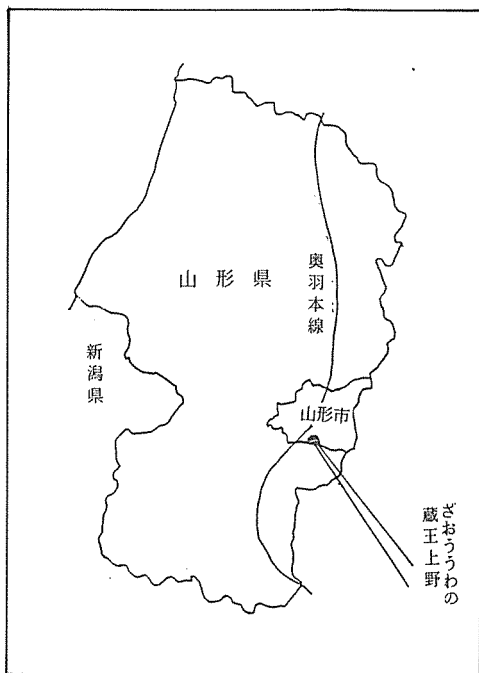 山形県
奥羽本線
新潟県
山形市
ざおううわの
蔵王上野